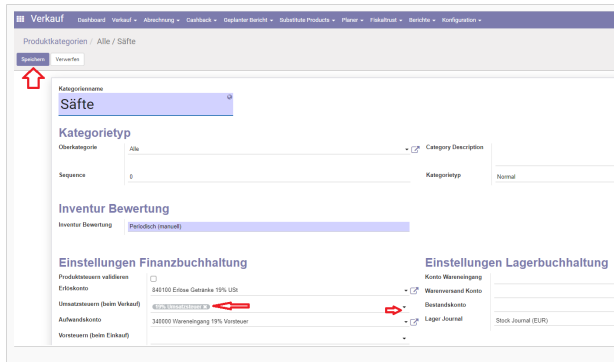 Verkauf Dashboard Verkauf Abrechnung Cashback Geplanter Bericht Substitute Products Planer Fiskaltrust Berichte Konfiguration
Produktkategorien / Alle / Säfte
Speichern Verwerfen
Kategorienname
Säfte
Kategorietyp
Oberkategorie Alle Category Description
Sequence 0 Kategorietyp Normal
Inventur Bewertung
Inventur Bewertung Periodisch (manuell)
Einstellungen Finanzbuchhaltung Einstellungen Lagerbuchhaltung
Produktsteuern validieren Konto Wareneingang
Erlöskonto 840100 Erlöse Getränke 19% USt Warenversand Konto
Umsatzsteuern (beim Verkauf) 19% Umsatzsteuer Bestandskonto
Aufwandskonto 340000 Wareneingang 19% Vorsteuer Lager Journal Stock Journal (EUR)
Vorsteuern (beim Einkauf)